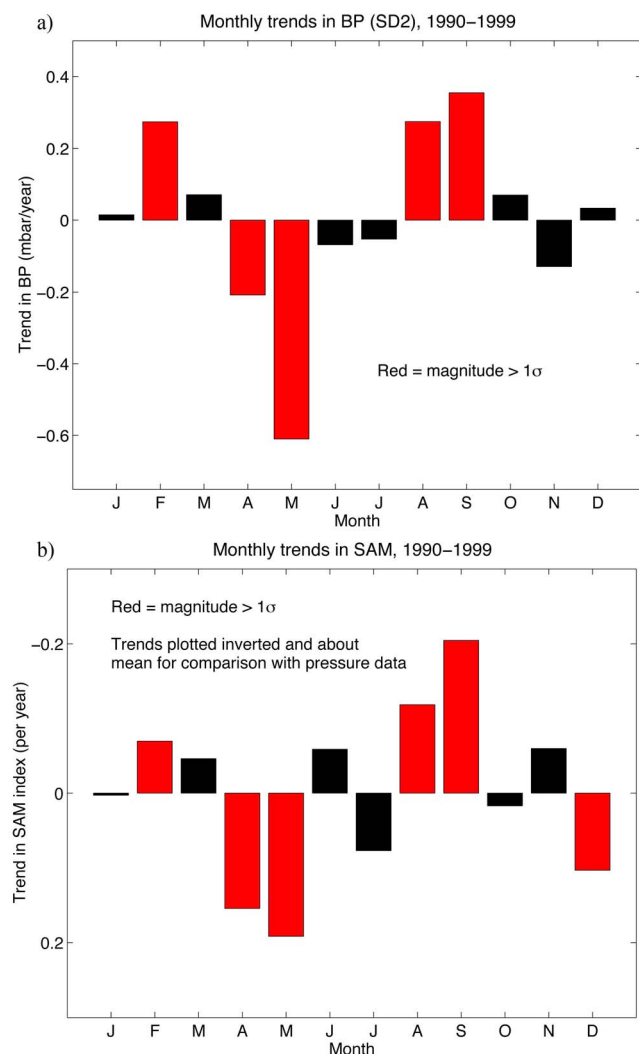 a)
Monthly trends in BP (SD2), 1990−1999
Trend in BP (mbar/year)
0.4
0.2
0
−0.2
−0.4
−0.6
Red = magnitude > 1σ
J F M A M J J A S O N D
Month
b)
Monthly trends in SAM, 1990−1999
Trend in SAM index (per year)
Red = magnitude > 1σ
Trends plotted inverted and about
mean for comparison with pressure data
−0.2
0
0.2
J F M A M J J A S O N D
Month